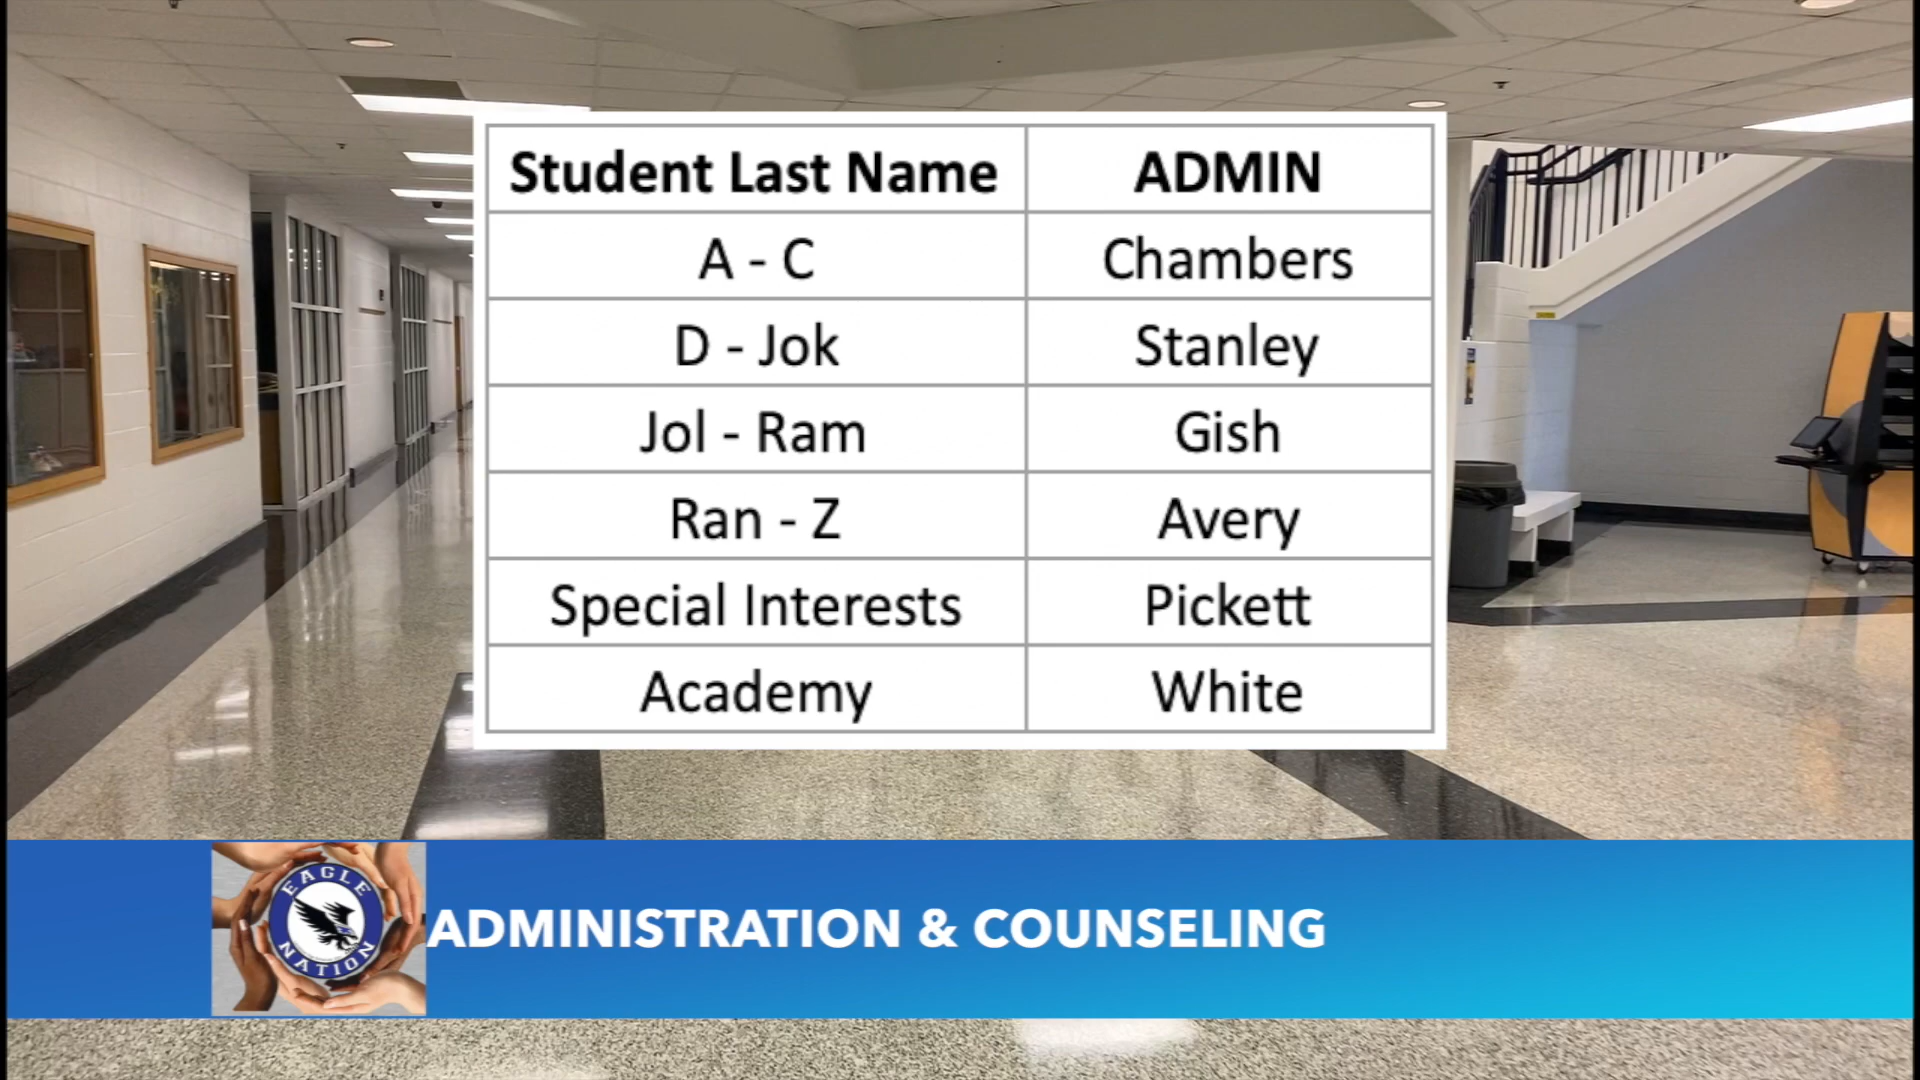 Student Last Name ADMIN
A - C Chambers
D - Jok Stanley
Jol - Ram Gish
Ran - Z Avery
Special Interests Pickett
Academy White
EAGLE
NATION
ADMINISTRATION & COUNSELING